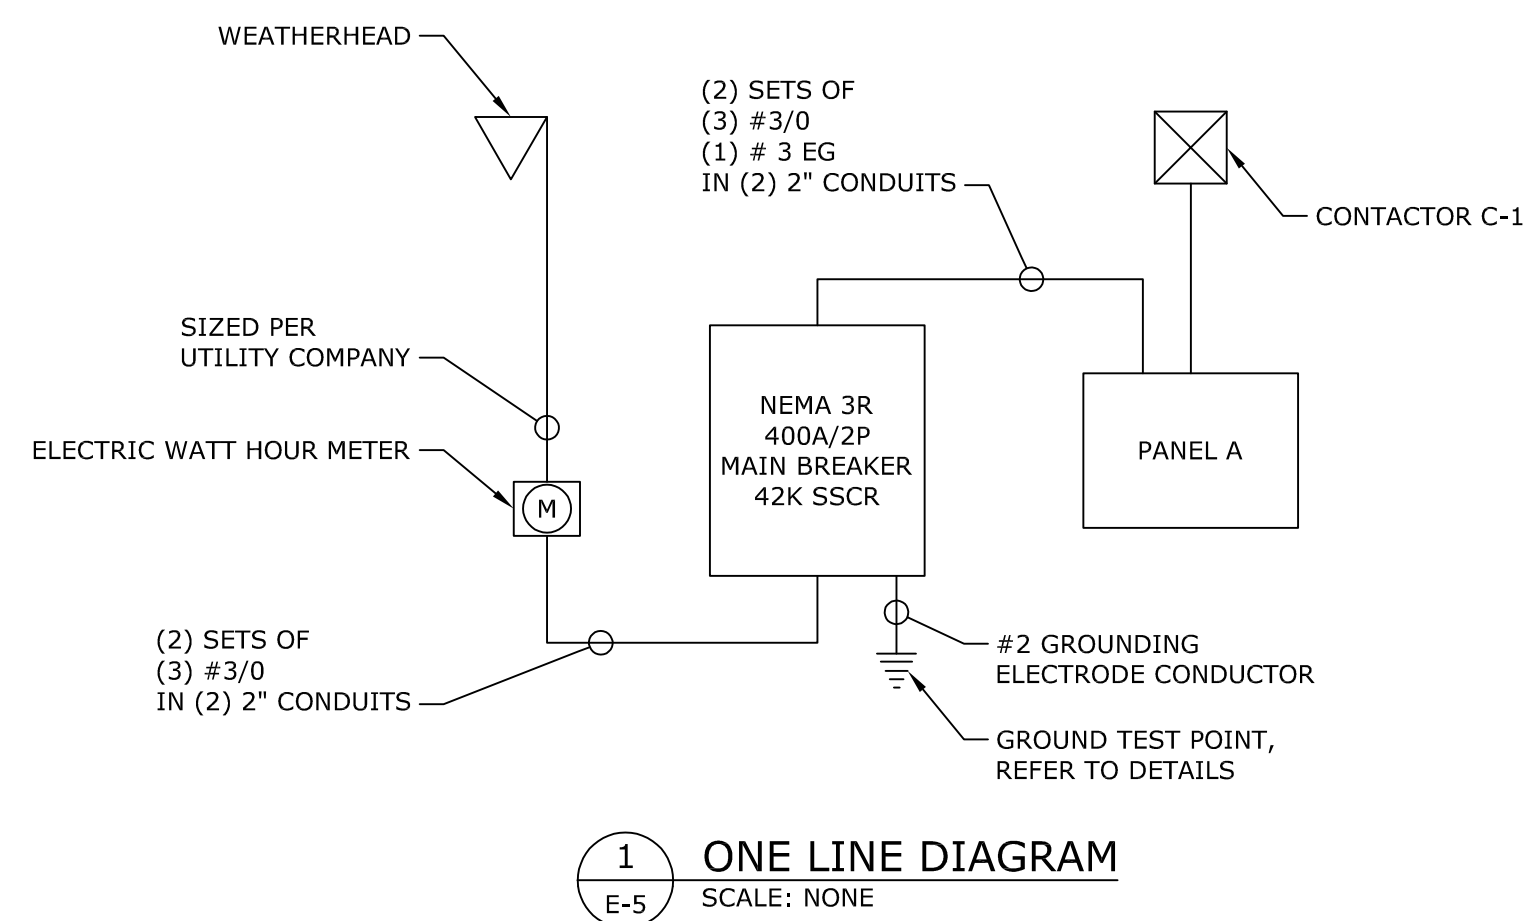 WEATHERHEAD
(2) SETS OF
(3) #3/0
(1) # 3 EG
IN (2) 2" CONDUITS
CONTACTOR C-1
SIZED PER
UTILITY COMPANY
ELECTRIC WATT HOUR METER
M
NEMA 3R
400A/2P
MAIN BREAKER
42K SSCR
PANEL A
(2) SETS OF
(3) #3/0
IN (2) 2" CONDUITS
#2 GROUNDING
ELECTRODE CONDUCTOR
GROUND TEST POINT,
REFER TO DETAILS
1
E-5
ONE LINE DIAGRAM
SCALE: NONE